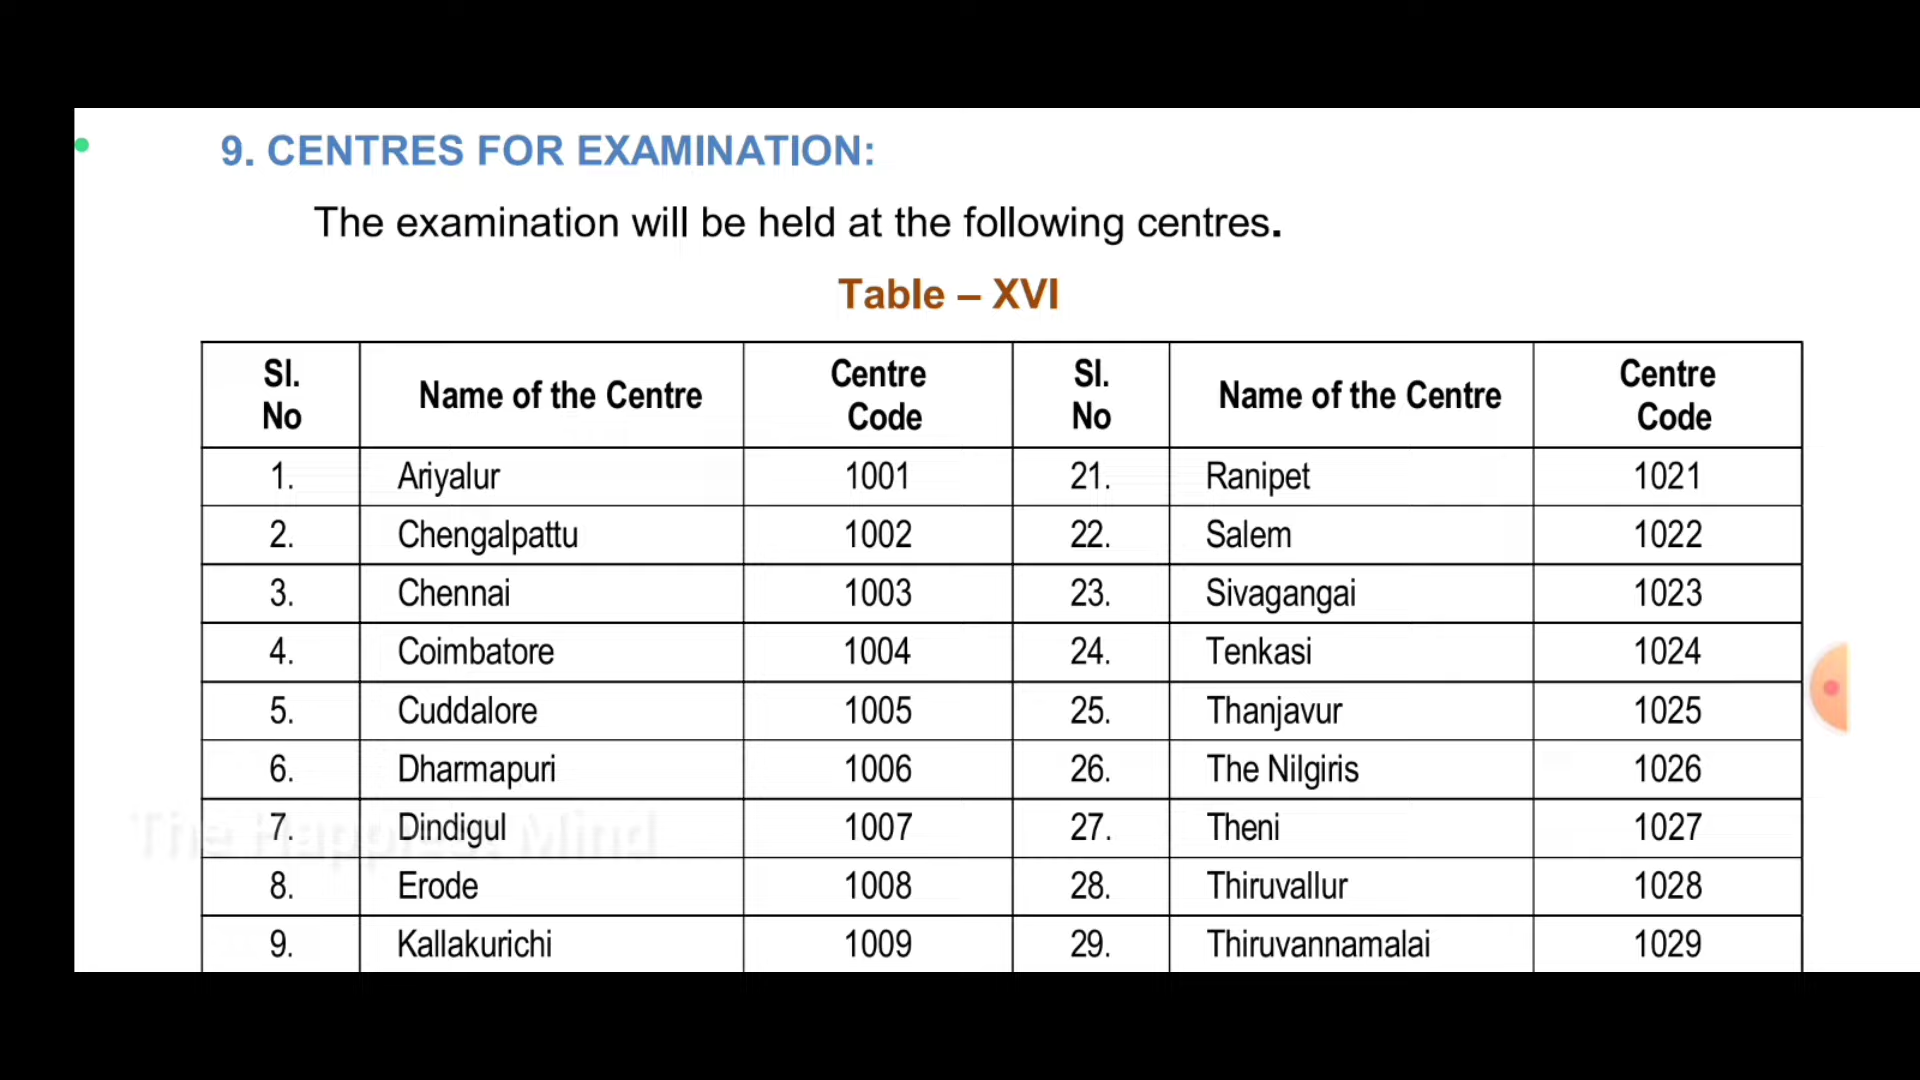 9. CENTRES FOR EXAMINATION:
The examination will be held at the following centres.
Table – XVI
Sl. No Name of the Centre Centre Code Sl. No Name of the Centre Centre Code
1. Ariyalur 1001 21. Ranipet 1021
2. Chengalpattu 1002 22. Salem 1022
3. Chennai 1003 23. Sivagangai 1023
4. Coimbatore 1004 24. Tenkasi 1024
5. Cuddalore 1005 25. Thanjavur 1025
6. Dharmapuri 1006 26. The Nilgiris 1026
7. Dindigul 1007 27. Theni 1027
8. Erode 1008 28. Thiruvallur 1028
9. Kallakurichi 1009 29. Thiruvannamalai 1029
The Happiest Mind